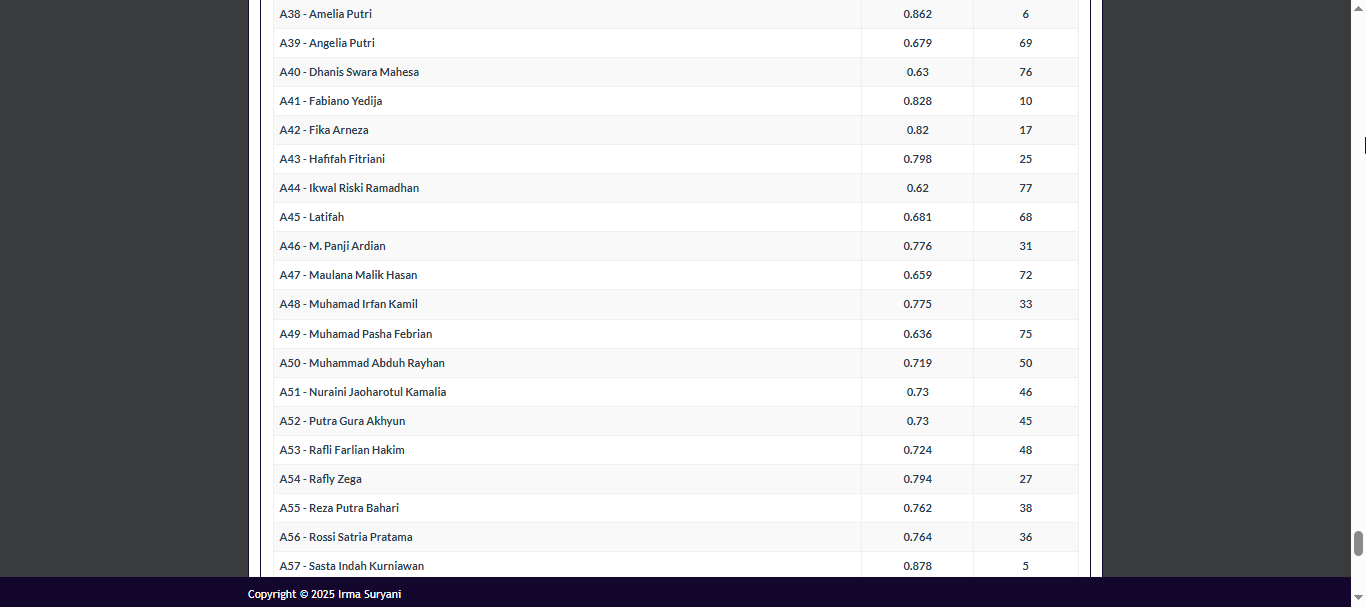 A38 - Amelia Putri 0.862 6
A39 - Angelia Putri 0.679 69
A40 - Dhanis Swara Mahesa 0.63 76
A41 - Fabiano Yedija 0.828 10
A42 - Fika Arneza 0.82 17
A43 - Hafifah Fitriani 0.798 25
A44 - Ikwal Riski Ramadhan 0.62 77
A45 - Latifah 0.681 68
A46 - M. Panji Ardian 0.776 31
A47 - Maulana Malik Hasan 0.659 72
A48 - Muhamad Irfan Kamil 0.775 33
A49 - Muhamad Pasha Febrian 0.636 75
A50 - Muhammad Abduh Rayhan 0.719 50
A51 - Nuraini Jaoharotul Kamalia 0.73 46
A52 - Putra Gura Akhyun 0.73 45
A53 - Rafli Farlian Hakim 0.724 48
A54 - Rafly Zega 0.794 27
A55 - Reza Putra Bahari 0.762 38
A56 - Rossi Satria Pratama 0.764 36
A57 - Sasta Indah Kurniawan 0.878 5
Copyright © 2025 Irma Suryani